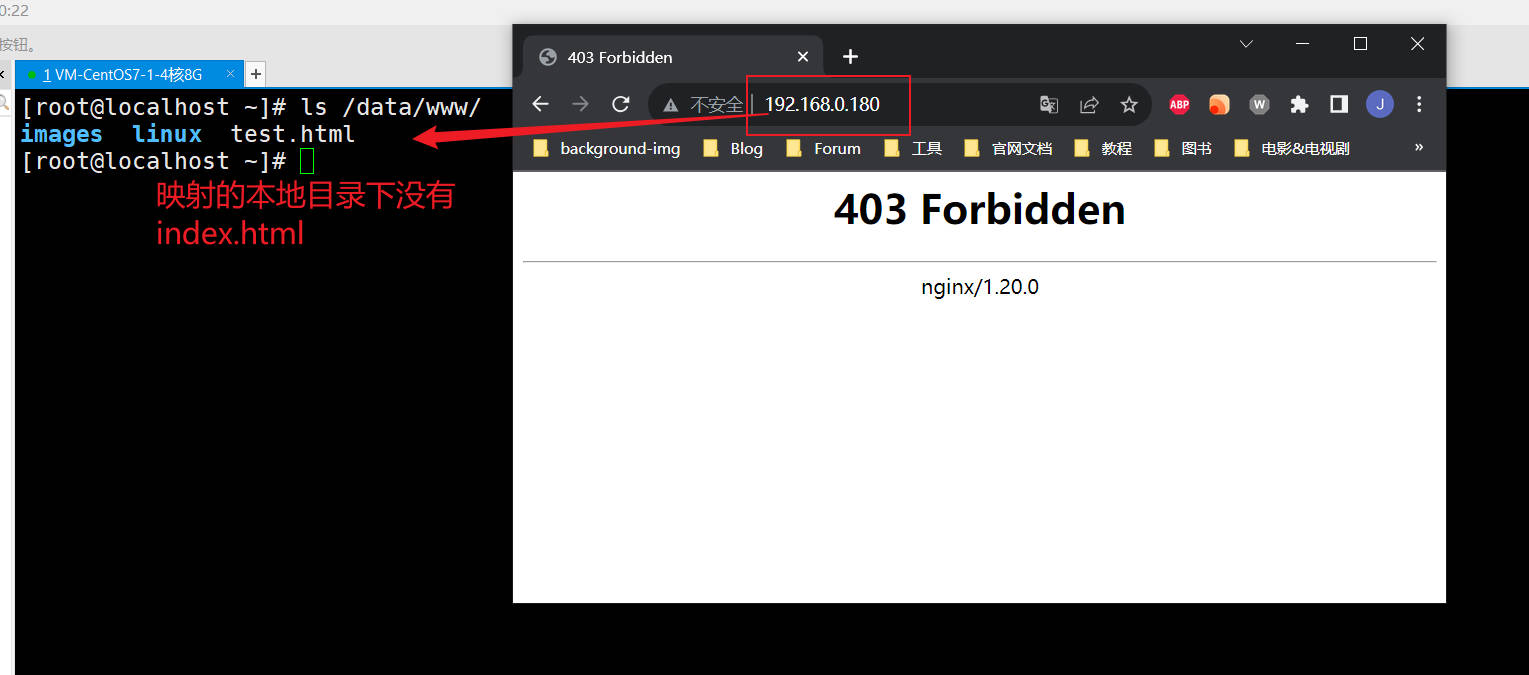 0:22
按钮。
1 VM-CentOS7-1-4核8G
[root@localhost ~]# ls /data/www/
images linux test.html
[root@localhost ~]#
映射的本地目录下没有
index.html
403 Forbidden
不安全 | 192.168.0.180
ABP
W
J
background-img Blog Forum 工具 官网文档 教程 图书 电影&电视剧 »
403 Forbidden
nginx/1.20.0